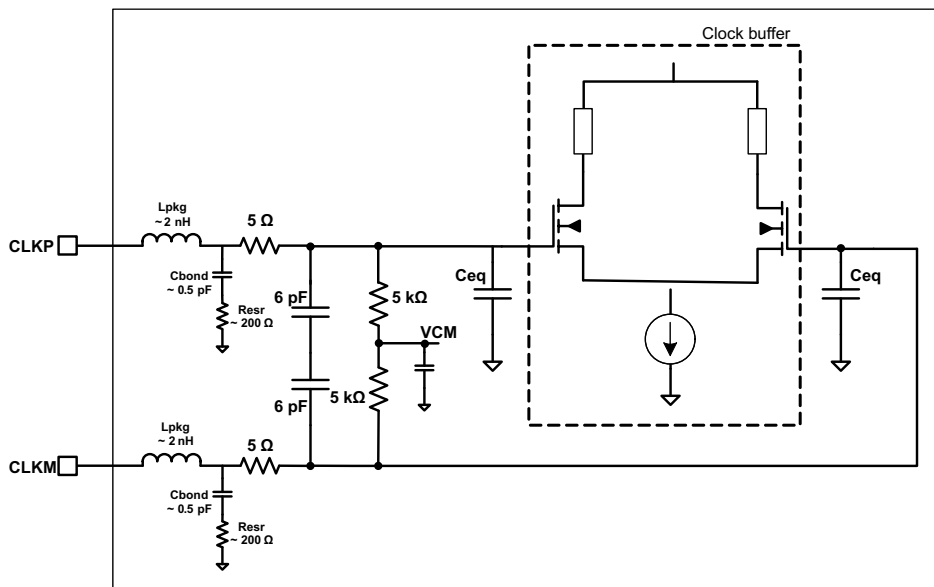 Clock buffer
Lpkg
~ 2 nH
5 Ω
CLKP
Cbond
~ 0.5 pF
Resr
~ 200 Ω
6 pF
5 kΩ
Ceq
Ceq
VCM
6 pF
5 kΩ
Lpkg
~ 2 nH
5 Ω
CLKM
Cbond
~ 0.5 pF
Resr
~ 200 Ω